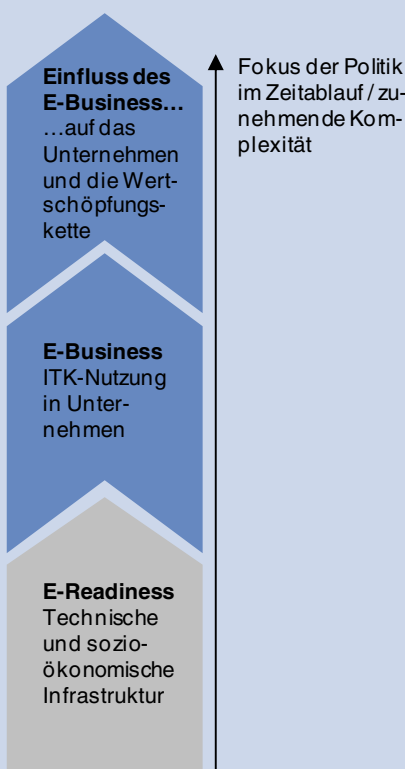 Einfluss des
E-Business…
…auf das
Unternehmen
und die Wert-
schöpfungs-
kette
Fokus der Politik
im Zeitablauf / zu-
nehmende Kom-
plexität
E-Business
ITK-Nutzung
in Unter-
nehmen
E-Readiness
Technische
und sozio-
ökonomische
Infrastruktur